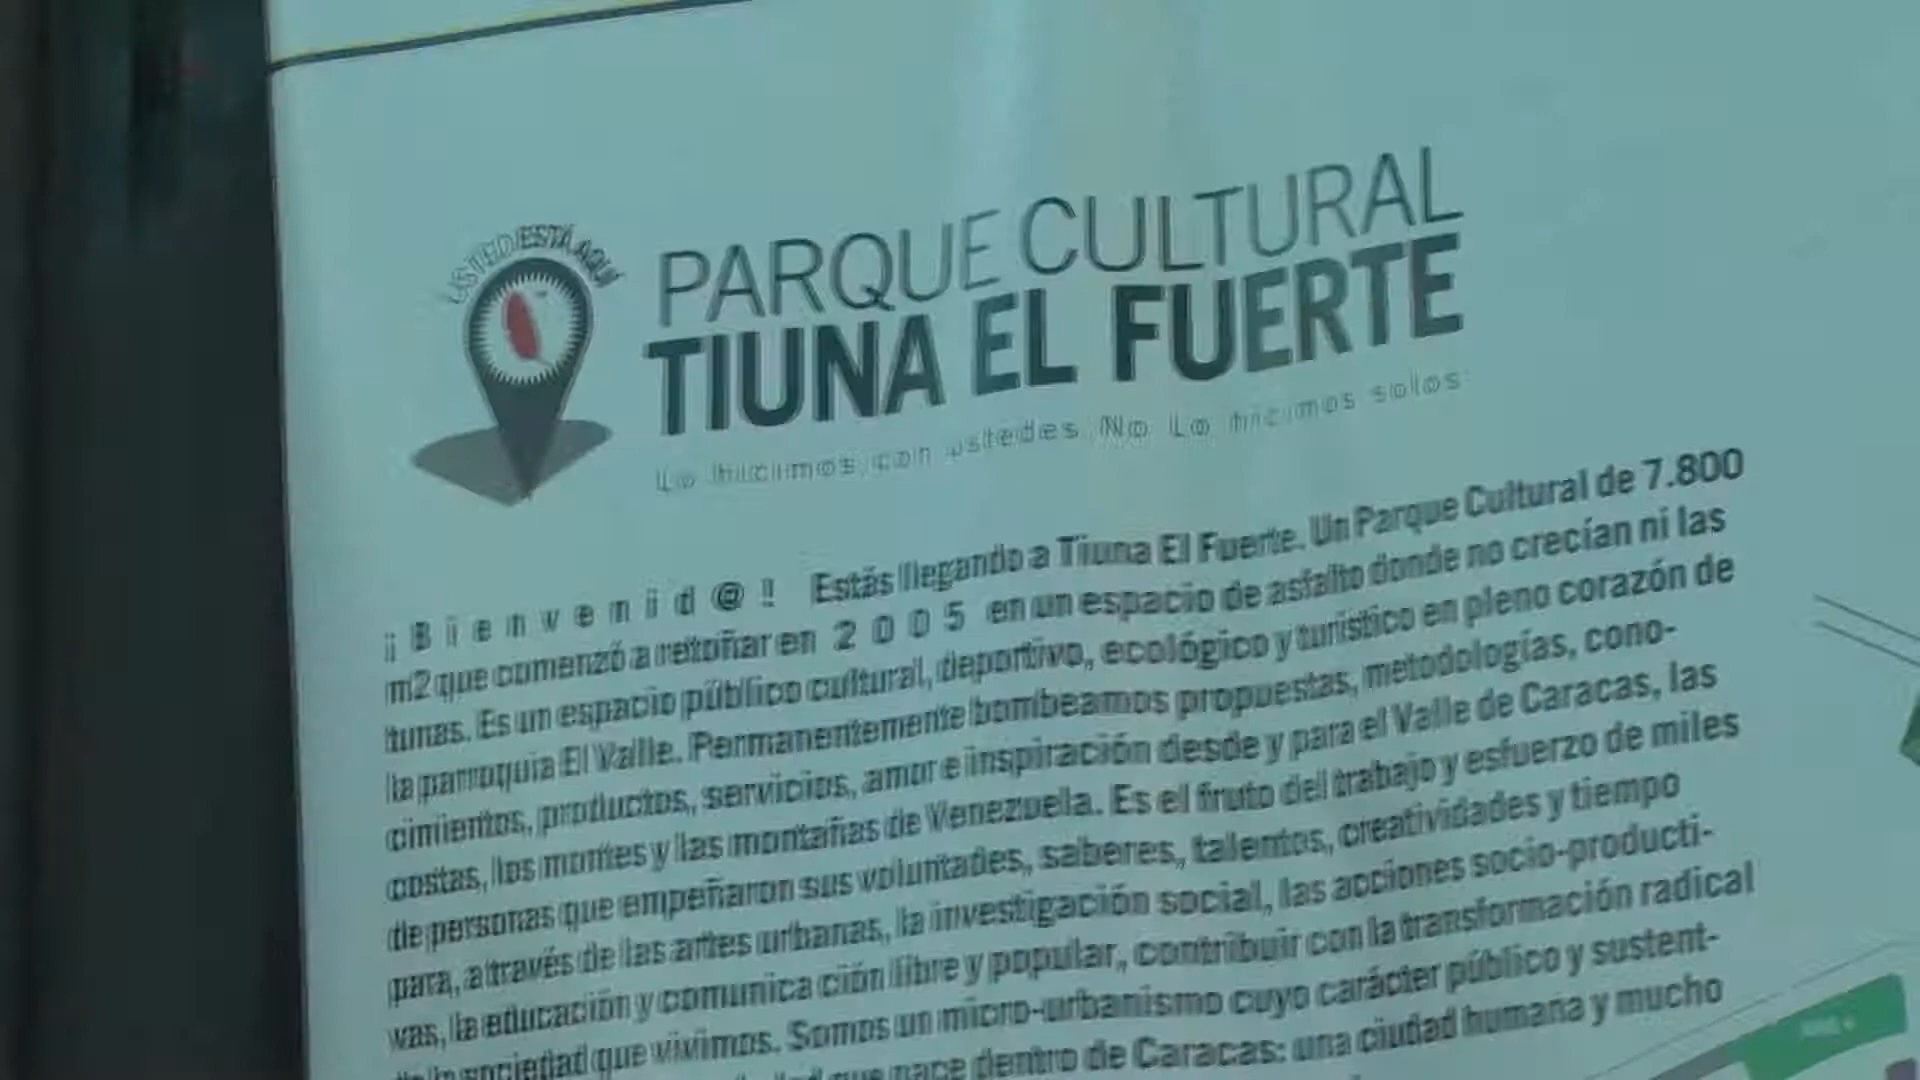 USTED ESTÁ AQUÍ
PARQUE CULTURAL
TIUNA EL FUERTE
Lo hicimos con ustedes, No Lo hicimos solos
¡Bienvenid@! Estás llegando a Tiuna El Fuerte. Un Parque Cultural de 7.800
m2 que comenzó a retoñar en 2005 en un espacio de asfalto donde no crecían ni las
tunas. Es un espacio público cultural, deportivo, ecológico y turístico en pleno corazón de
la parroquia El Valle. Permanentemente bombeamos propuestas, metodologías, cono-
cimientos, productos, servicios, amor e inspiración desde y para el Valle de Caracas, las
costas, los montes y las montañas de Venezuela. Es el fruto del trabajo y esfuerzo de miles
de personas que empeñaron sus voluntades, saberes, talentos, creatividades y tiempo
para, a través de las artes urbanas, la investigación social, las acciones socio-producti-
vas, la educación y comunica ción libre y popular, contribuir con la transformación radical
de la sociedad que vivimos. Somos un micro-urbanismo cuyo carácter público y sustent-
que nace dentro de Caracas: una ciudad humana y mucho